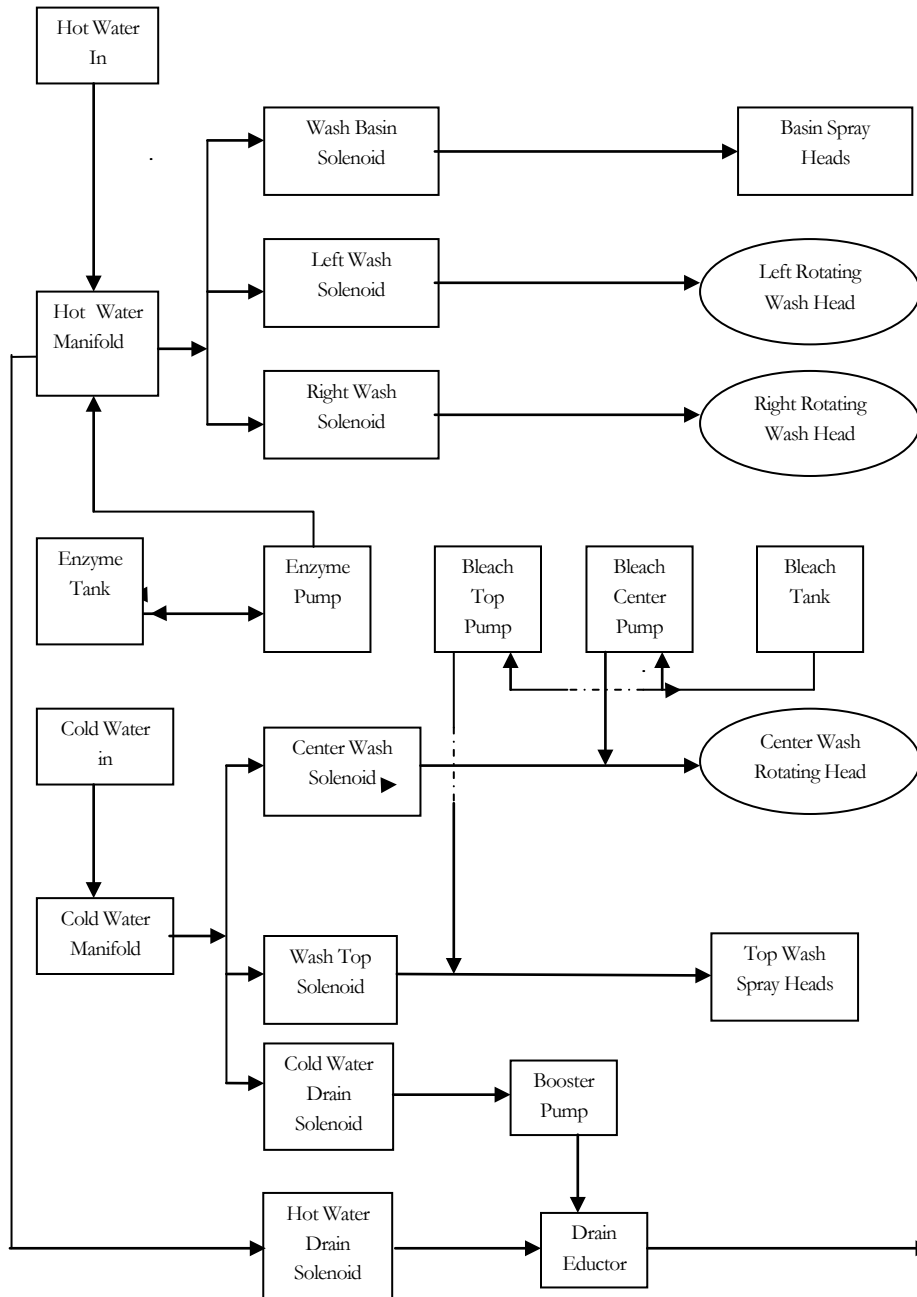 Hot Water
In
Wash Basin
Solenoid
Basin Spray
Heads
Left Wash
Solenoid
Left Rotating
Wash Head
Hot Water
Manifold
Right Wash
Solenoid
Right Rotating
Wash Head
Enzyme
Tank
Enzyme
Pump
Bleach
Top
Pump
Bleach
Center
Pump
Bleach
Tank
Cold Water
in
Center Wash
Solenoid
Center Wash
Rotating Head
Cold Water
Manifold
Wash Top
Solenoid
Top Wash
Spray Heads
Cold Water
Drain
Solenoid
Booster
Pump
Hot Water
Drain
Solenoid
Drain
Eductor